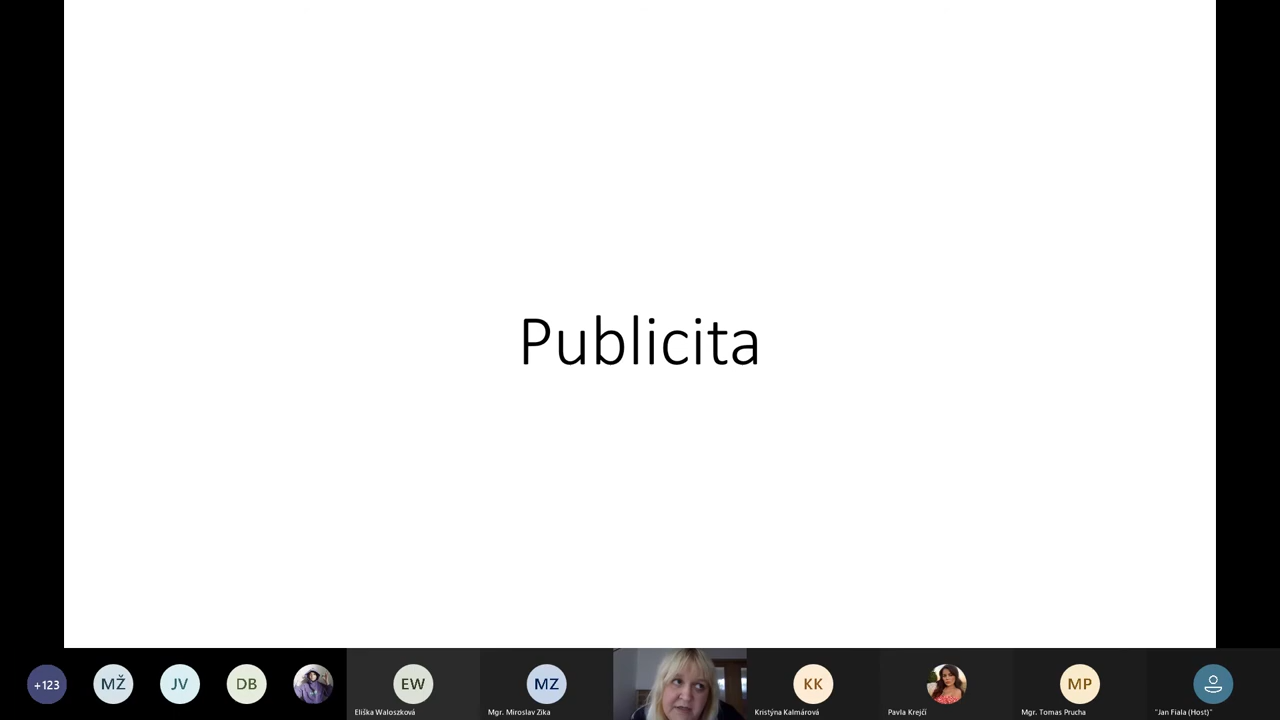 Publicita
+123
MŽ
JV
DB
EW
Eliška Waloszková
MZ
Mgr. Miroslav Zika
KK
Kristýna Kalmárová
Pavla Krejčí
MP
Mgr. Tomas Prucha
"Jan Fiala (Host)"